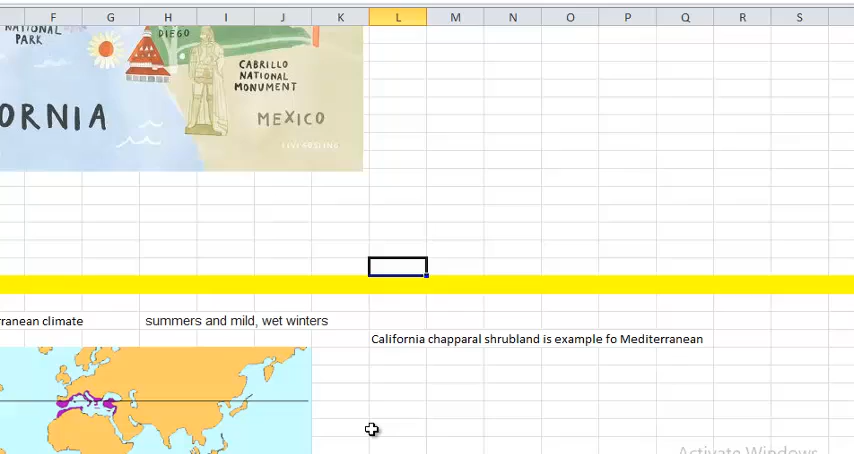 F G H I J K L M N O P Q R S
NATIONAL
PARK
DIEGO
CABRILLO
NATIONAL
MONUMENT
ORNIA
MEXICO
rranean climate summers and mild, wet winters
California chapparal shrubland is example fo Mediterranean
Activate Windows